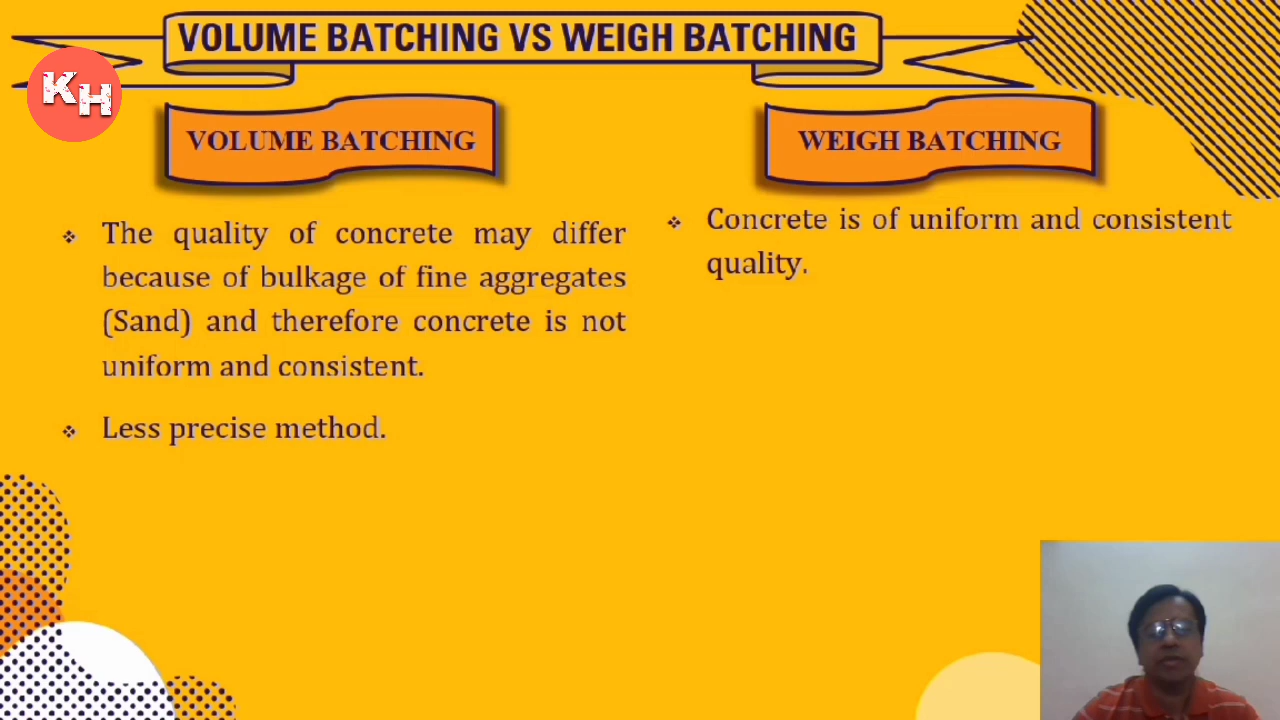 VOLUME BATCHING VS WEIGH BATCHING
KH
VOLUME BATCHING
The quality of concrete may differ
because of bulkage of fine aggregates
(Sand) and therefore concrete is not
uniform and consistent.
Less precise method.
WEIGH BATCHING
Concrete is of uniform and consistent
quality.